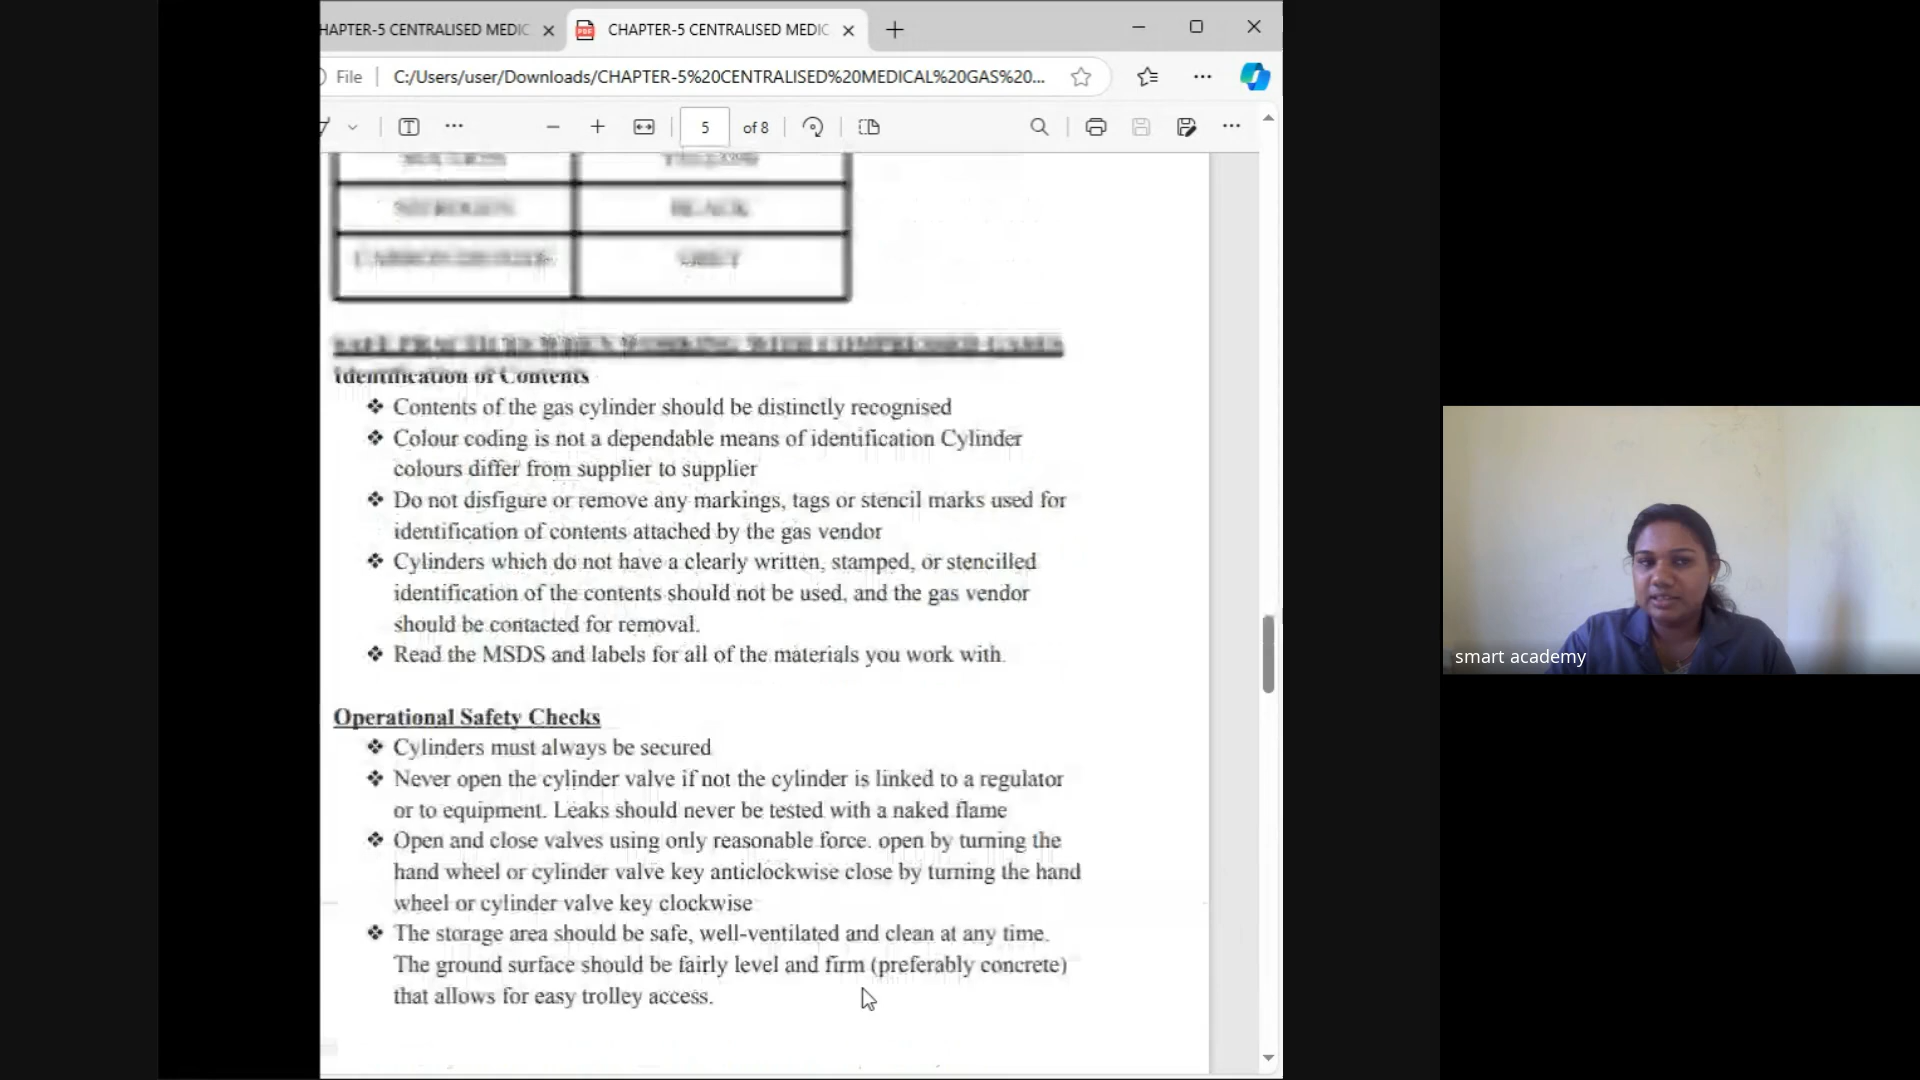 HAPTER-5 CENTRALISED MEDIC
CHAPTER-5 CENTRALISED MEDIC
File
C:/Users/user/Downloads/CHAPTER-5%20CENTRALISED%20MEDICAL%20GAS%20...
5 of 8
BLACK
GREY
SAFE PRACTICES WHEN WORKING WITH COMPRESSED GASES
Identification of Contents
❖ Contents of the gas cylinder should be distinctly recognised
❖ Colour coding is not a dependable means of identification Cylinder
colours differ from supplier to supplier
❖ Do not disfigure or remove any markings, tags or stencil marks used for
identification of contents attached by the gas vendor
❖ Cylinders which do not have a clearly written, stamped, or stencilled
identification of the contents should not be used, and the gas vendor
should be contacted for removal.
❖ Read the MSDS and labels for all of the materials you work with.
Operational Safety Checks
❖ Cylinders must always be secured
❖ Never open the cylinder valve if not the cylinder is linked to a regulator
or to equipment. Leaks should never be tested with a naked flame
❖ Open and close valves using only reasonable force. open by turning the
hand wheel or cylinder valve key anticlockwise close by turning the hand
wheel or cylinder valve key clockwise
❖ The storage area should be safe, well-ventilated and clean at any time.
The ground surface should be fairly level and firm (preferably concrete)
that allows for easy trolley access.
smart academy